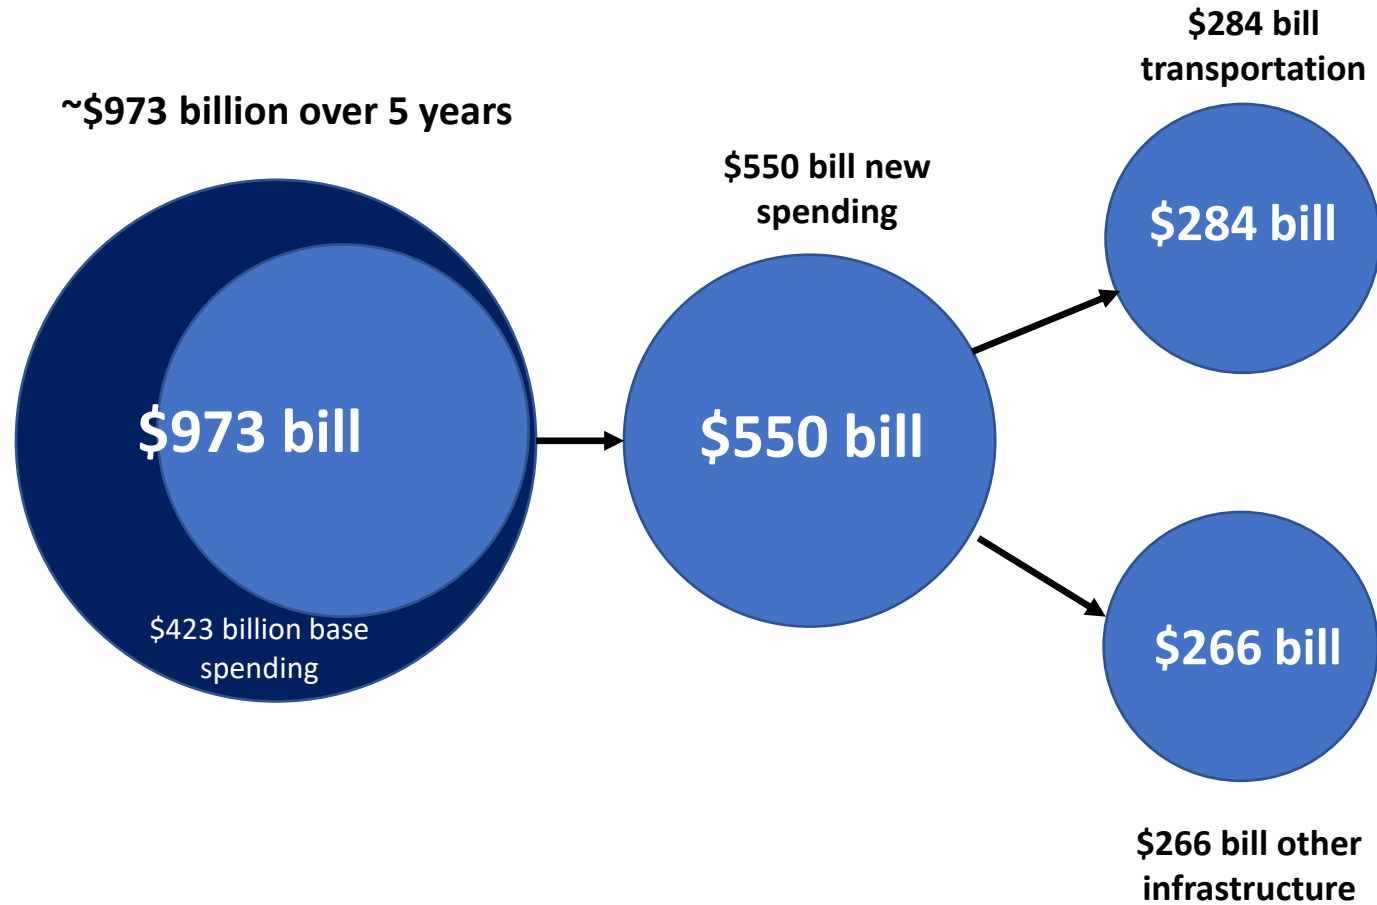 ~$973 billion over 5 years
$973 bill
$423 billion base
spending
$550 bill new
spending
$550 bill
$284 bill
transportation
$284 bill
$266 bill
$266 bill other
infrastructure